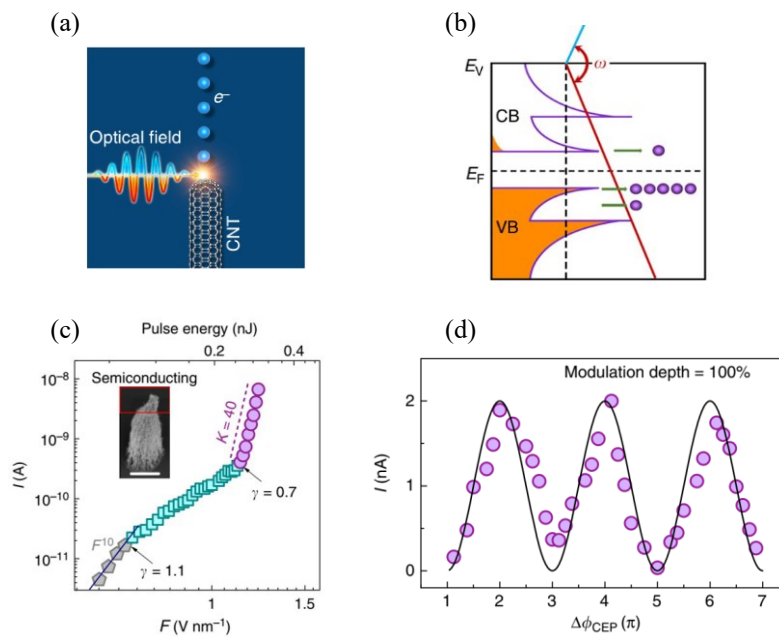 (a)
Optical field
e⁻
CNT
(b)
E_V
ω
CB
E_F
VB
(c)
Pulse energy (nJ)
0.2
0.4
Semiconducting
K = 40
γ = 0.7
F¹⁰
γ = 1.1
10⁻⁸
10⁻⁹
10⁻¹⁰
10⁻¹¹
I (A)
1
1.5
F (V nm⁻¹)
(d)
Modulation depth = 100%
2
1
0
I (nA)
1 2 3 4 5 6 7
Δϕ_CEP (π)